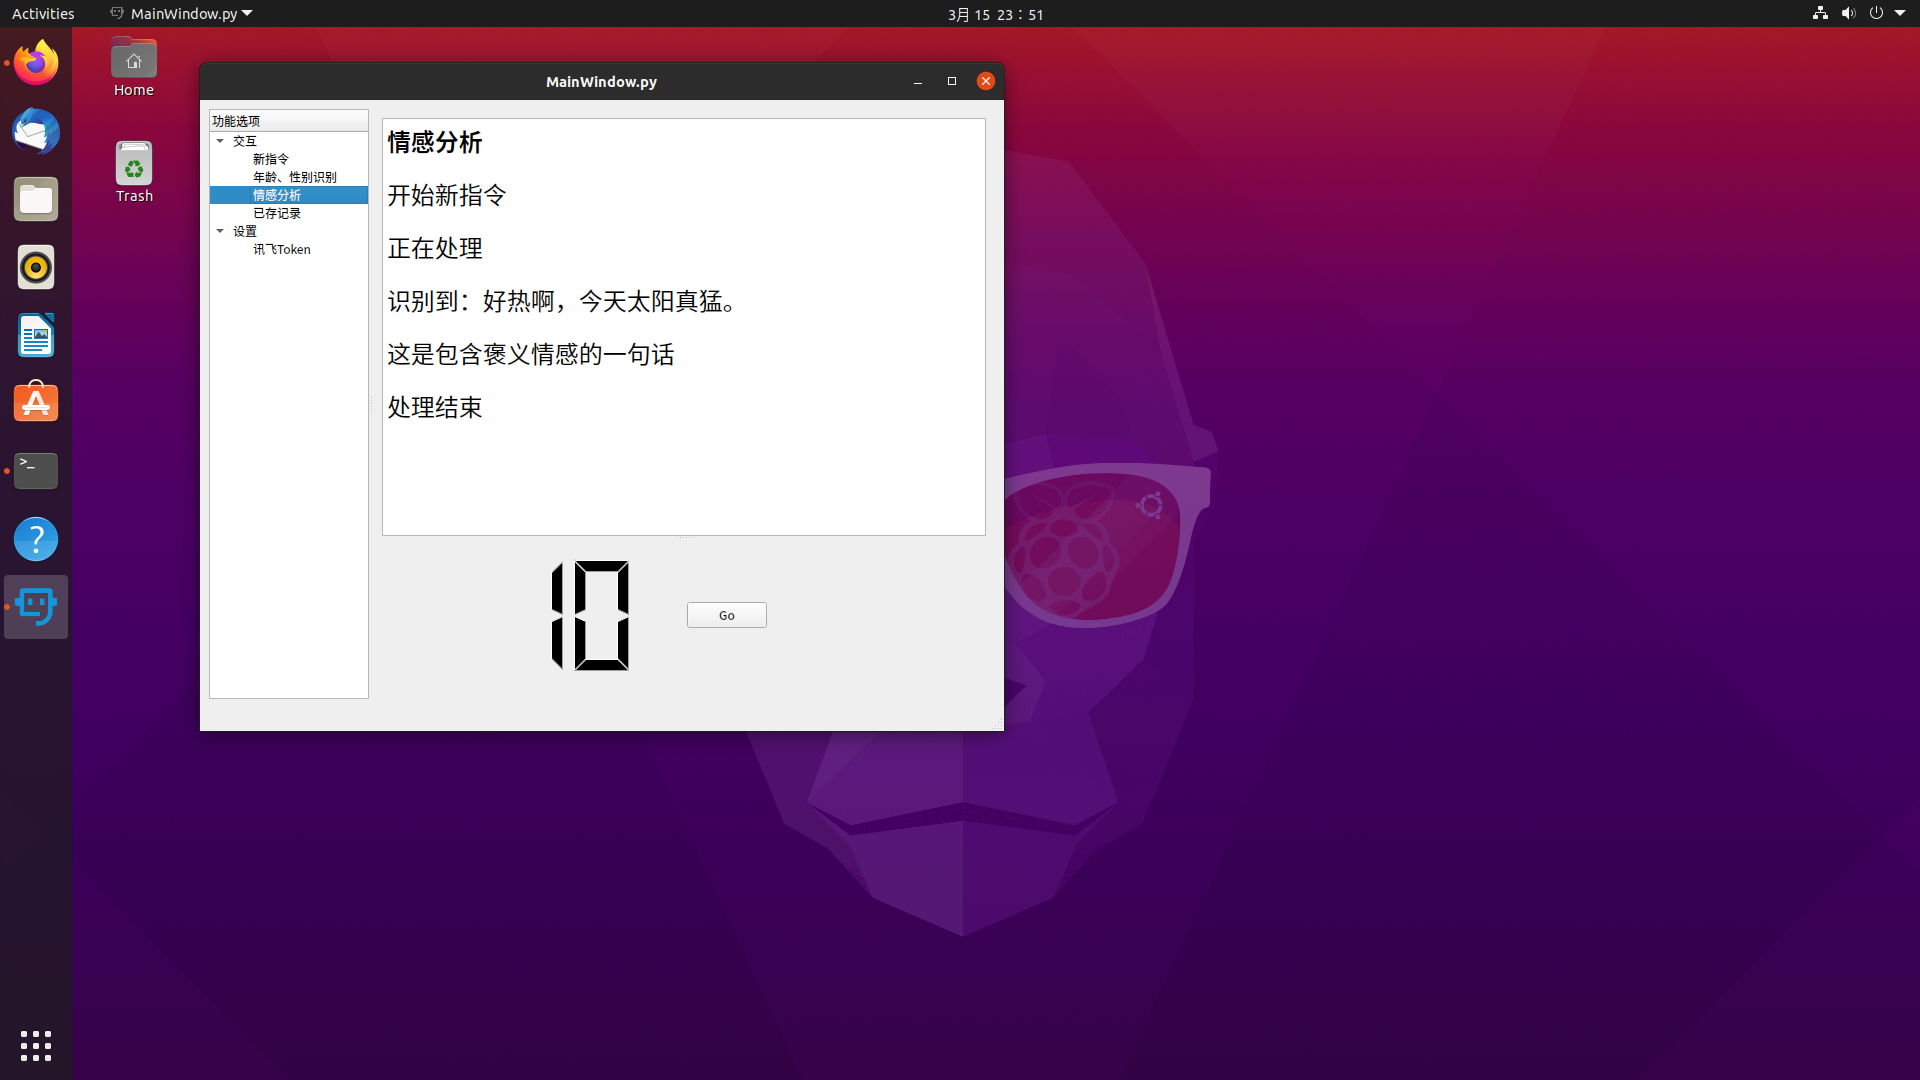 Activities
MainWindow.py
3月 15 23：51
Home
Trash
MainWindow.py
功能选项
交互
新指令
年龄、性别识别
情感分析
已存记录
设置
讯飞Token
情感分析
开始新指令
正在处理
识别到：好热啊，今天太阳真猛。
这是包含褒义情感的一句话
处理结束
10
Go